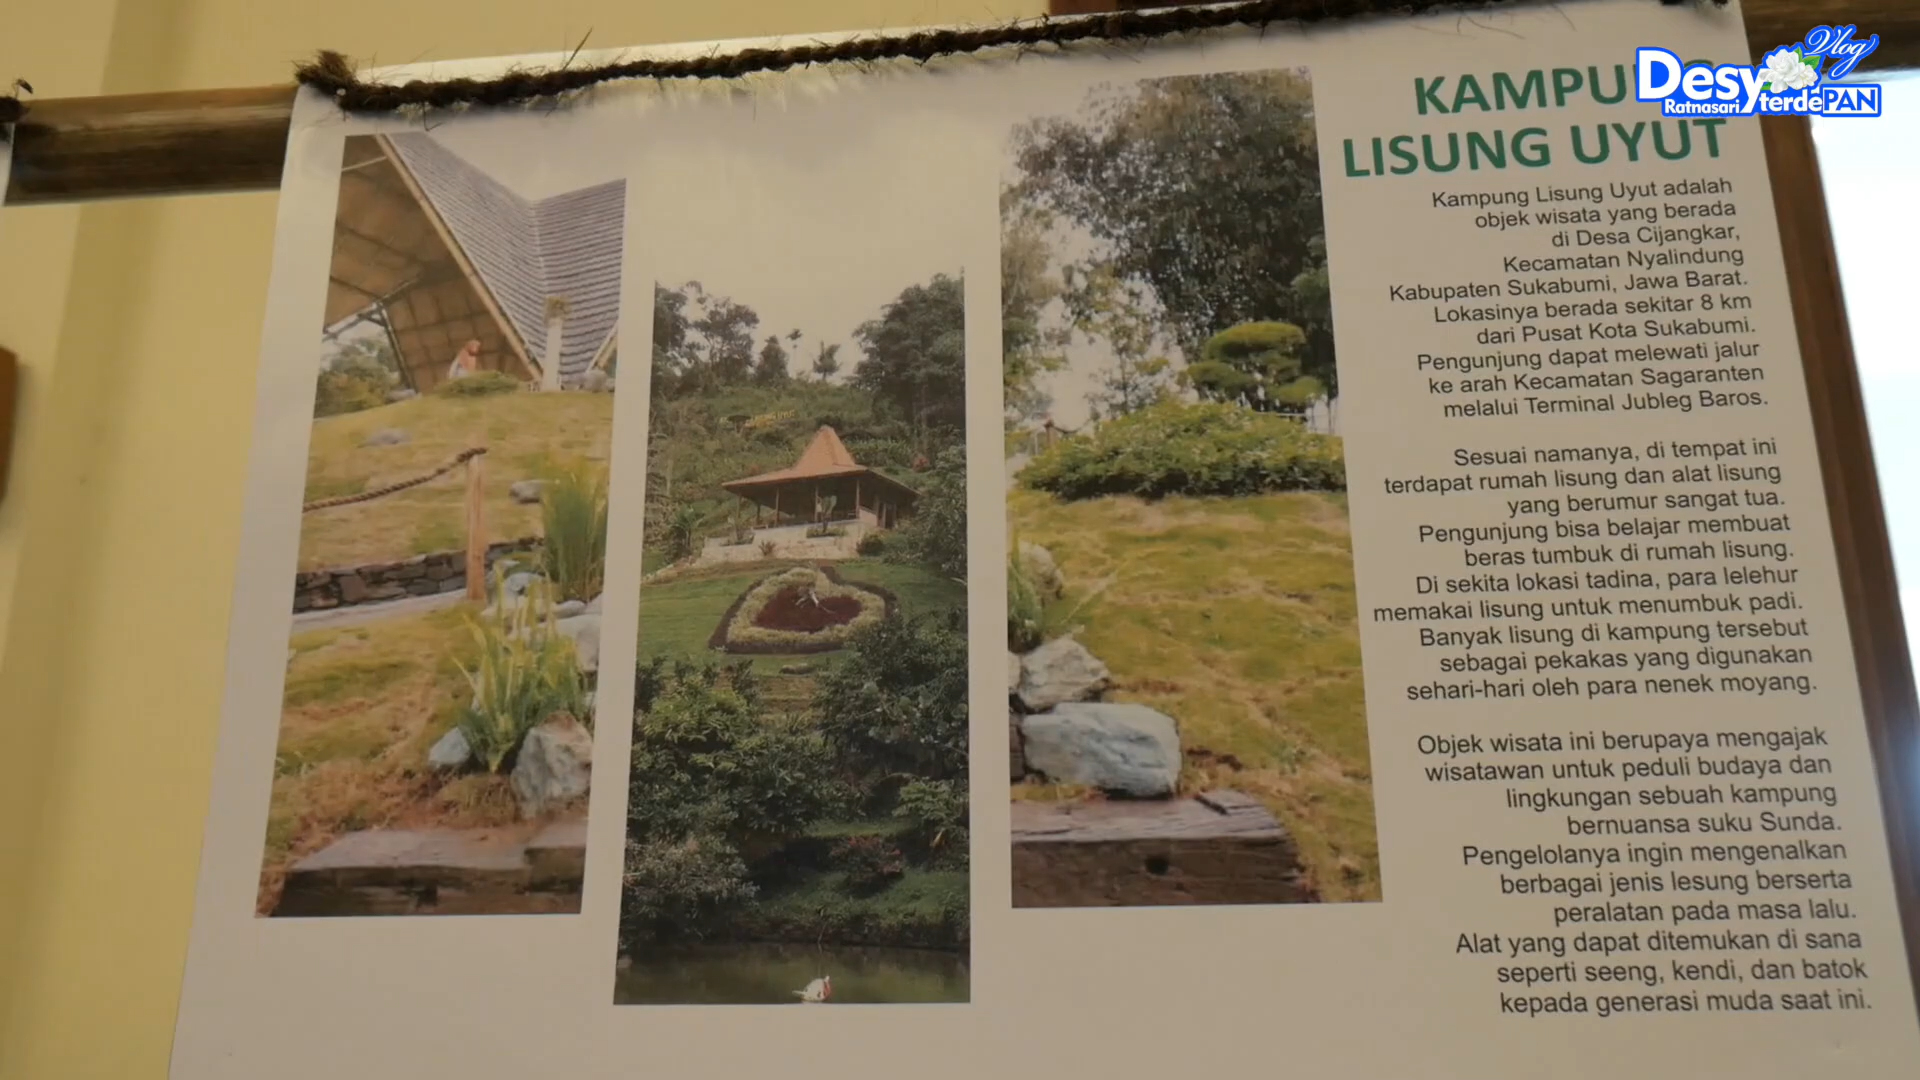 Vlog
Desy
Ratnasari
terdePAN
KAMPUNG
LISUNG UYUT
Kampung Lisung Uyut adalah
objek wisata yang berada
di Desa Cijangkar,
Kecamatan Nyalindung
Kabupaten Sukabumi, Jawa Barat.
Lokasinya berada sekitar 8 km
dari Pusat Kota Sukabumi.
Pengunjung dapat melewati jalur
ke arah Kecamatan Sagaranten
melalui Terminal Jubleg Baros.
Sesuai namanya, di tempat ini
terdapat rumah lisung dan alat lisung
yang berumur sangat tua.
Pengunjung bisa belajar membuat
beras tumbuk di rumah lisung.
Di sekita lokasi tadina, para lelehur
memakai lisung untuk menumbuk padi.
Banyak lisung di kampung tersebut
sebagai pekakas yang digunakan
sehari-hari oleh para nenek moyang.
Objek wisata ini berupaya mengajak
wisatawan untuk peduli budaya dan
lingkungan sebuah kampung
bernuansa suku Sunda.
Pengelolanya ingin mengenalkan
berbagai jenis lesung berserta
peralatan pada masa lalu.
Alat yang dapat ditemukan di sana
seperti seeng, kendi, dan batok
kepada generasi muda saat ini.